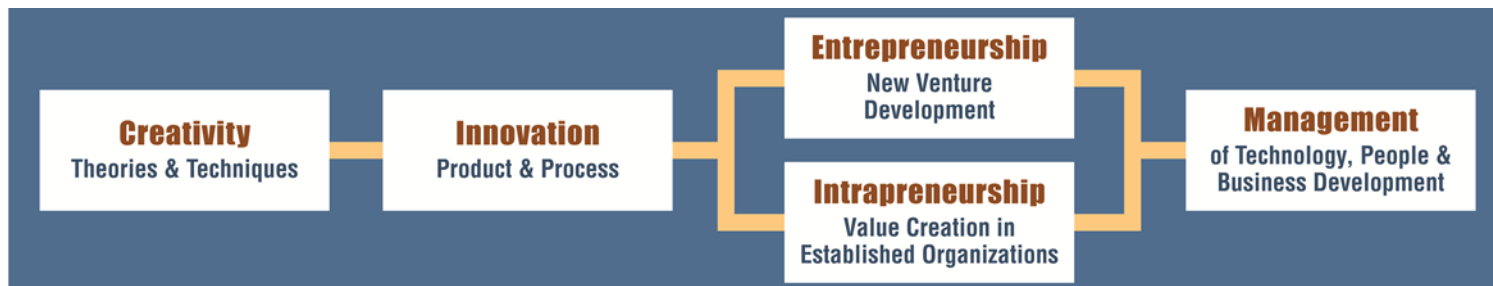 Creativity
Theories & Techniques
Innovation
Product & Process
Entrepreneurship
New Venture
Development
Intrapreneurship
Value Creation in
Established Organizations
Management
of Technology, People &
Business Development